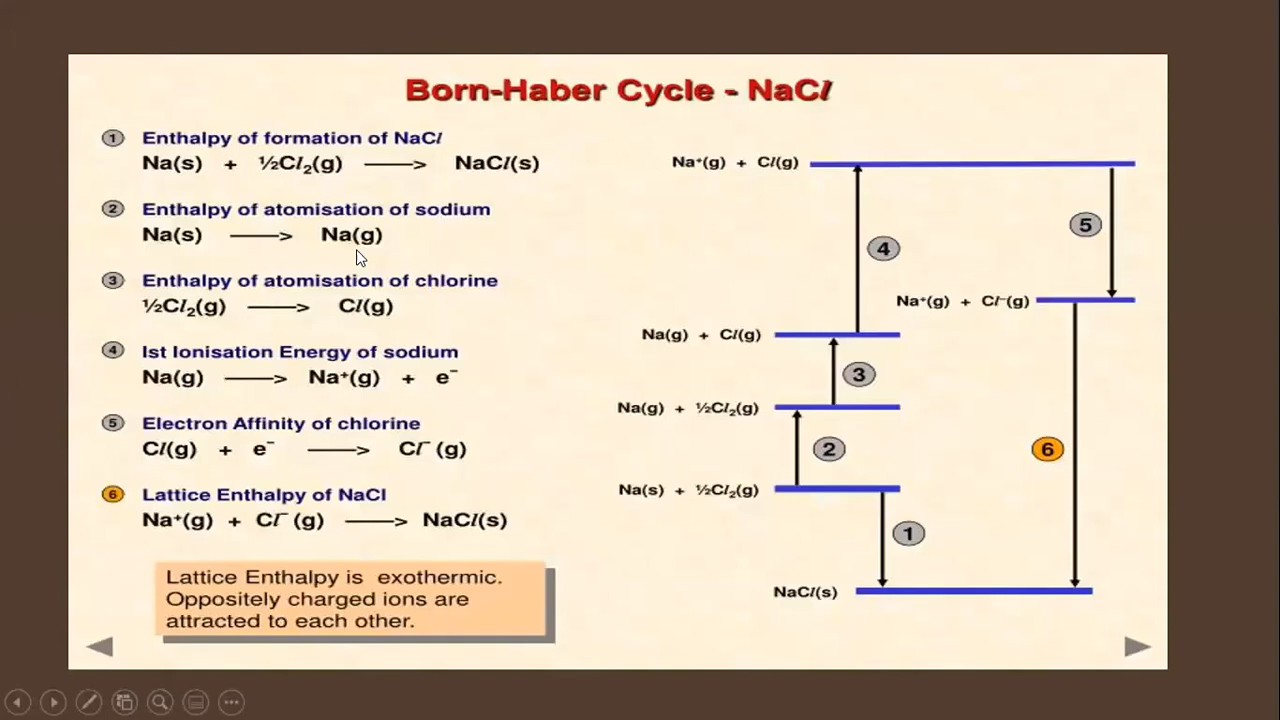 Born-Haber Cycle - NaCl
1 Enthalpy of formation of NaCl
Na(s) + ½Cl₂(g) ——> NaCl(s)
2 Enthalpy of atomisation of sodium
Na(s) ——> Na(g)
3 Enthalpy of atomisation of chlorine
½Cl₂(g) ——> Cl(g)
4 Ist Ionisation Energy of sodium
Na(g) ——> Na⁺(g) + e⁻
5 Electron Affinity of chlorine
Cl(g) + e⁻ ——> Cl⁻ (g)
6 Lattice Enthalpy of NaCl
Na⁺(g) + Cl⁻ (g) ——> NaCl(s)
Lattice Enthalpy is exothermic.
Oppositely charged ions are
attracted to each other.
Na⁺(g) + Cl(g)
5
4
Na⁺(g) + Cl⁻(g)
Na(g) + Cl(g)
3
Na(g) + ½Cl₂(g)
2
6
Na(s) + ½Cl₂(g)
1
NaCl(s)